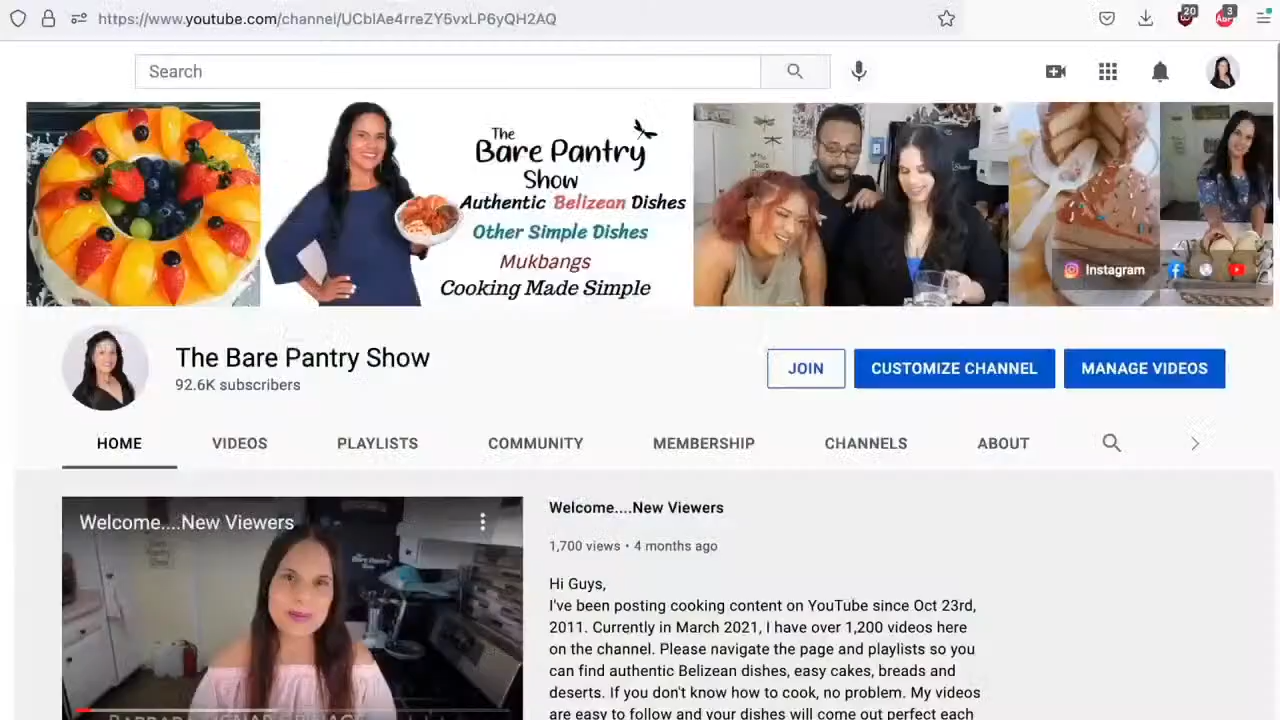 https://www.youtube.com/channel/UCblAe4rreZY5vxLP6yQH2AQ
20
ABP
3
Search
The
Bare Pantry
Show
Authentic Belizean Dishes
Other Simple Dishes
Mukbangs
Cooking Made Simple
Instagram
The Bare Pantry Show
92.6K subscribers
JOIN
CUSTOMIZE CHANNEL
MANAGE VIDEOS
HOME
VIDEOS
PLAYLISTS
COMMUNITY
MEMBERSHIP
CHANNELS
ABOUT
Welcome....New Viewers
Welcome....New Viewers
1,700 views • 4 months ago
Hi Guys,
I've been posting cooking content on YouTube since Oct 23rd,
2011. Currently in March 2021, I have over 1,200 videos here
on the channel. Please navigate the page and playlists so you
can find authentic Belizean dishes, easy cakes, breads and
deserts. If you don't know how to cook, no problem. My videos
are easy to follow and your dishes will come out perfect each